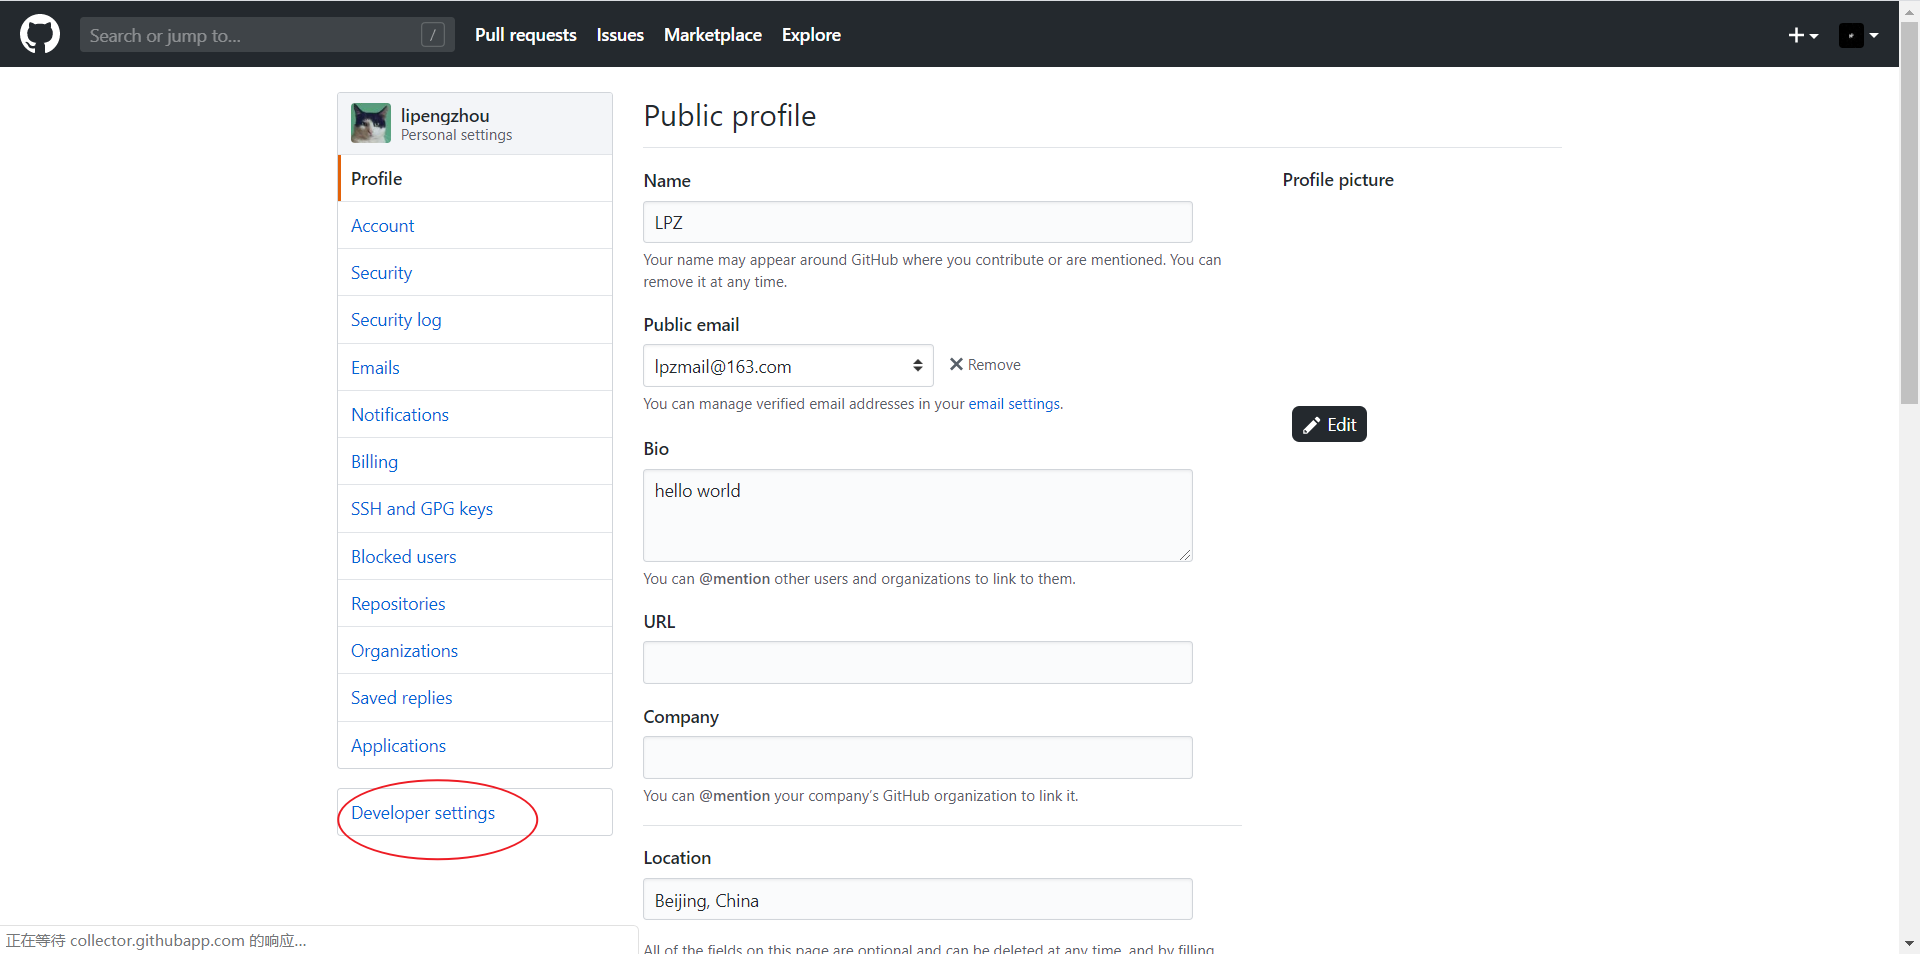 Search or jump to...
/
Pull requests
Issues
Marketplace
Explore
lipengzhou
Personal settings
Profile
Account
Security
Security log
Emails
Notifications
Billing
SSH and GPG keys
Blocked users
Repositories
Organizations
Saved replies
Applications
Developer settings
Public profile
Name
LPZ
Your name may appear around GitHub where you contribute or are mentioned. You can
remove it at any time.
Public email
lpzmail@163.com
Remove
You can manage verified email addresses in your email settings.
Bio
hello world
You can @mention other users and organizations to link to them.
URL
Company
You can @mention your company's GitHub organization to link it.
Location
Beijing, China
All of the fields on this page are optional and can be deleted at any time, and by filling
Profile picture
Edit
正在等待 collector.githubapp.com 的响应...